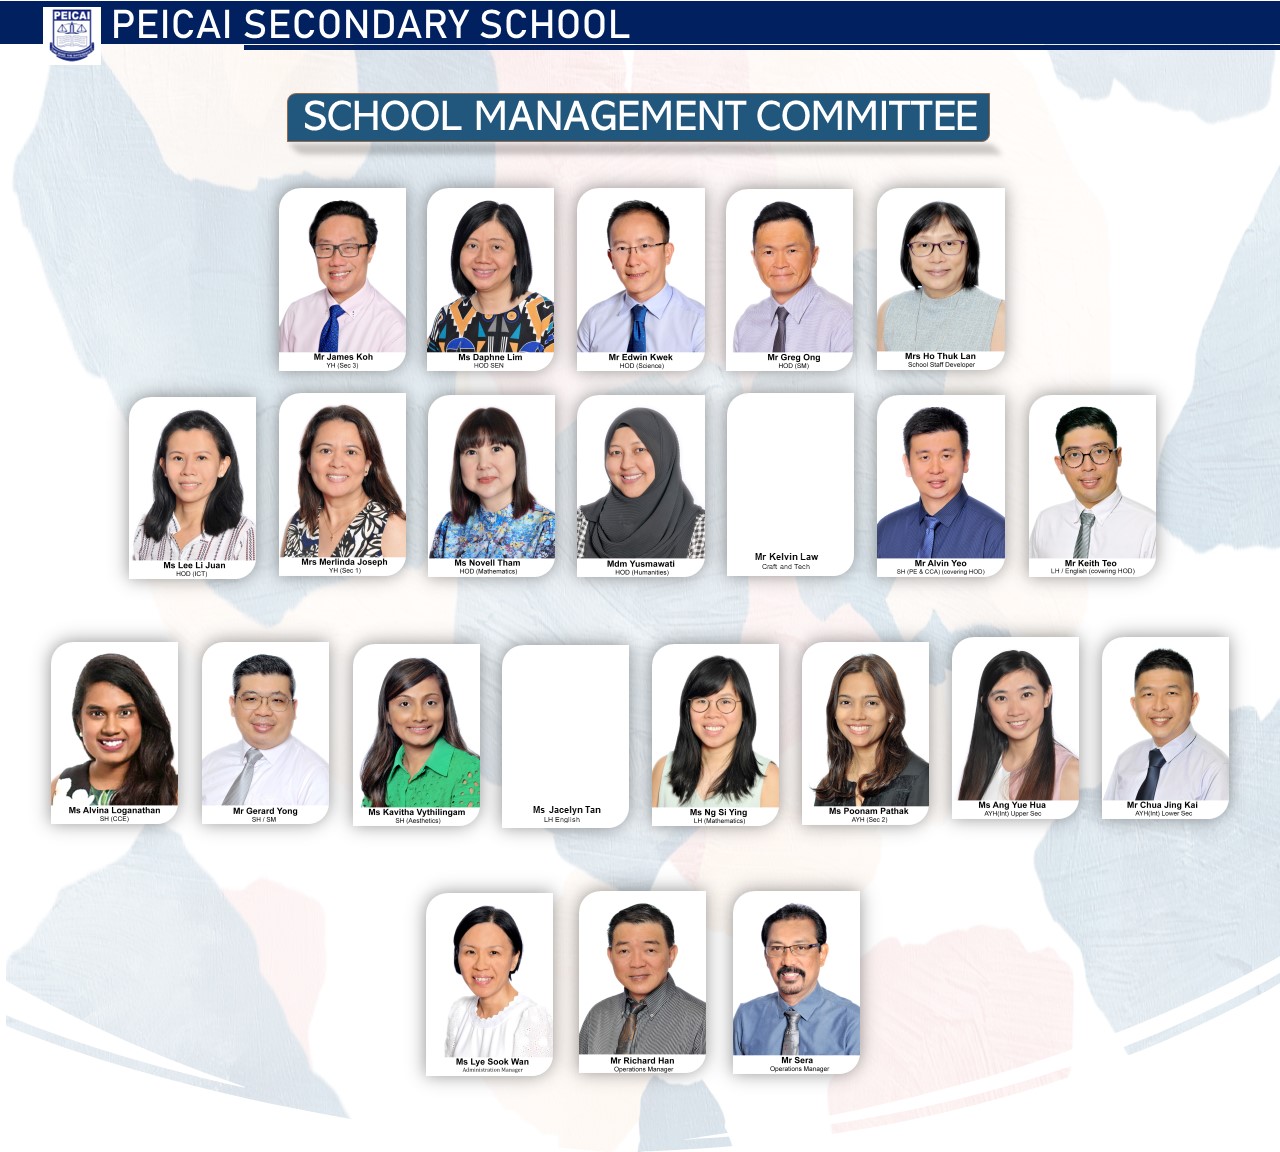 PEICAI
PEICAI SECONDARY SCHOOL
SCHOOL MANAGEMENT COMMITTEE
Mr James Koh
YH (Sec 3)
Ms Daphne Lim
HOD SEN
Mr Edwin Kwek
HOD (Science)
Mr Greg Ong
HOD (SM)
Mrs Ho Thuk Lan
School Staff Developer
Ms Lee Li Juan
HOD (ICT)
Mrs Merlinda Joseph
YH (Sec 1)
Ms Novell Tham
HOD (Mathematics)
Mdm Yusmawati
HOD (Humanities)
Mr Kelvin Law
Craft and Tech
Mr Alvin Yeo
SH (PE & CCA) (covering HOD)
Mr Keith Teo
LH / English (covering HOD)
Ms Alvina Loganathan
SH (CCE)
Mr Gerard Yong
SH / SM
Ms Kavitha Vythilingam
SH (Aesthetics)
Ms Jacelyn Tan
LH English
Ms Ng Si Ying
LH (Mathematics)
Ms Poonam Pathak
AYH (Sec 2)
Ms Ang Yue Hua
AYH(Int) Upper Sec
Mr Chua Jing Kai
AYH(Int) Lower Sec
Ms Lye Sook Wan
Administration Manager
Mr Richard Han
Operations Manager
Mr Sera
Operations Manager